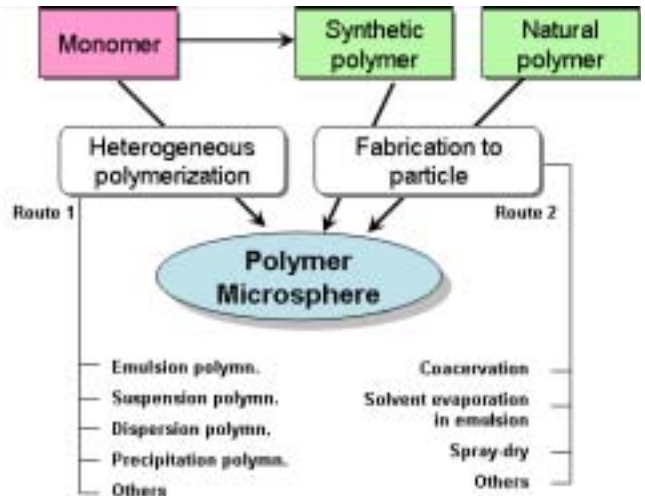 Monomer
Synthetic
polymer
Natural
polymer
Heterogeneous
polymerization
Fabrication to
particle
Route 1
Route 2
Polymer
Microsphere
Emulsion polymn.
Suspension polymn.
Dispersion polymn.
Precipitation polymn.
Others
Coacervation
Solvent evaporation
in emulsion
Spray-dry
Others